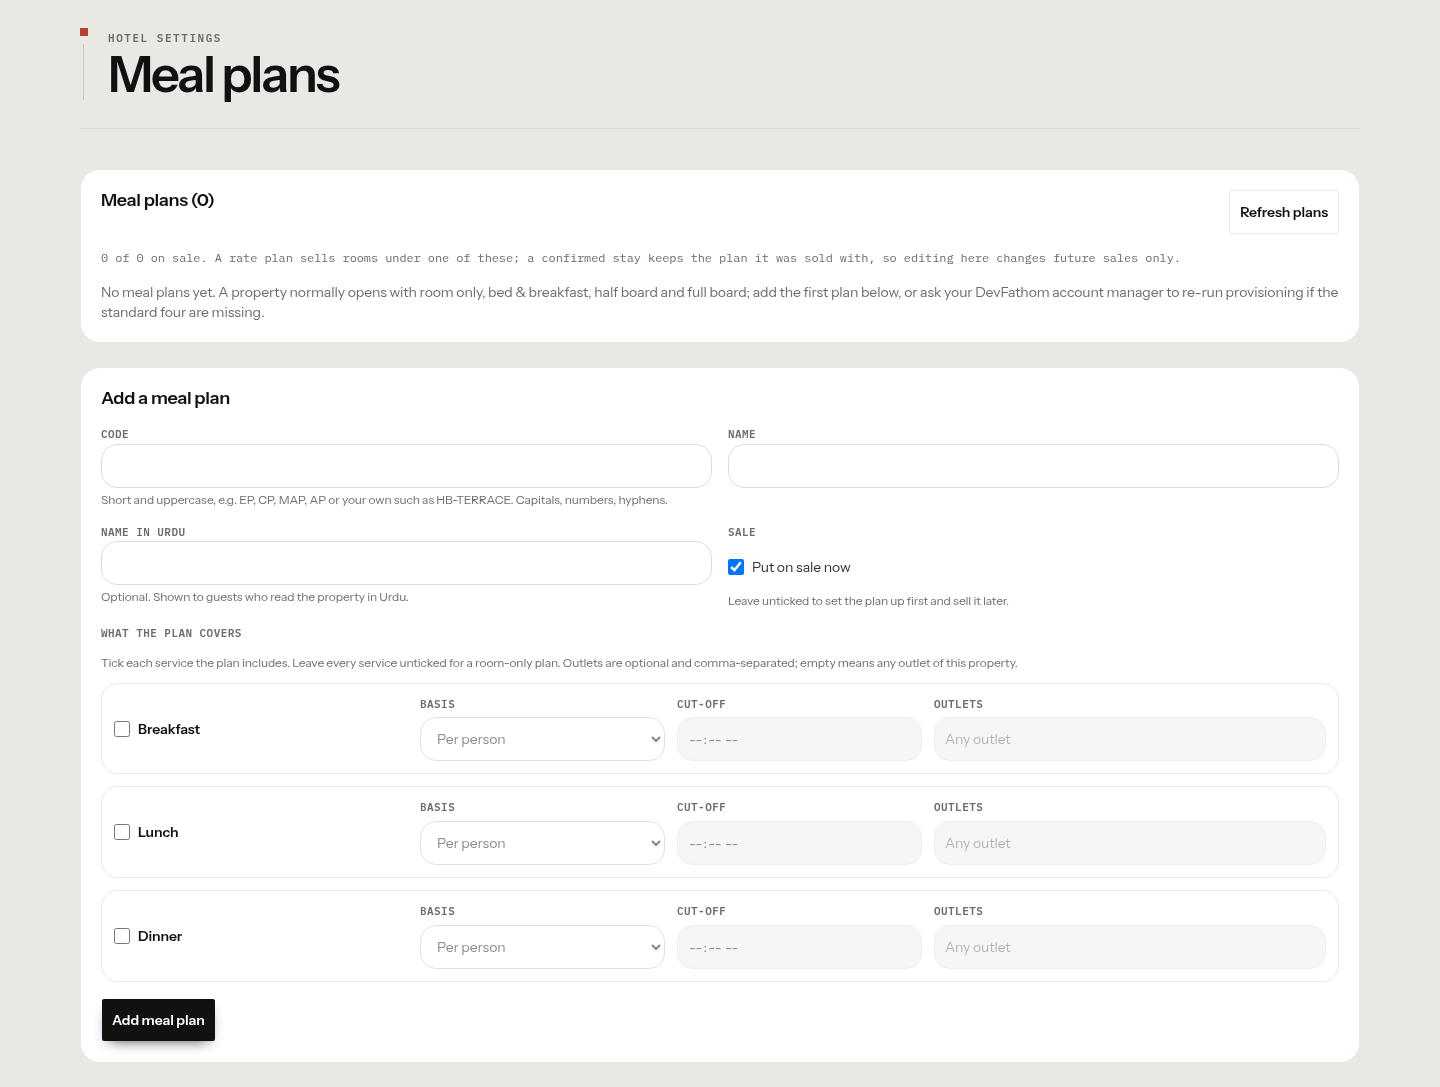 HOTEL SETTINGS
Meal plans
Meal plans (0)
Refresh plans
0 of 0 on sale. A rate plan sells rooms under one of these; a confirmed stay keeps the plan it was sold with, so editing here changes future sales only.
No meal plans yet. A property normally opens with room only, bed & breakfast, half board and full board; add the first plan below, or ask your DevFathom account manager to re-run provisioning if the
standard four are missing.
Add a meal plan
CODE
NAME
Short and uppercase, e.g. EP, CP, MAP, AP or your own such as HB-TERRACE. Capitals, numbers, hyphens.
NAME IN URDU
SALE
Put on sale now
Optional. Shown to guests who read the property in Urdu.
Leave unticked to set the plan up first and sell it later.
WHAT THE PLAN COVERS
Tick each service the plan includes. Leave every service unticked for a room-only plan. Outlets are optional and comma-separated; empty means any outlet of this property.
BASIS
CUT-OFF
OUTLETS
Breakfast
Per person
--:-- --
Any outlet
BASIS
CUT-OFF
OUTLETS
Lunch
Per person
--:-- --
Any outlet
BASIS
CUT-OFF
OUTLETS
Dinner
Per person
--:-- --
Any outlet
Add meal plan